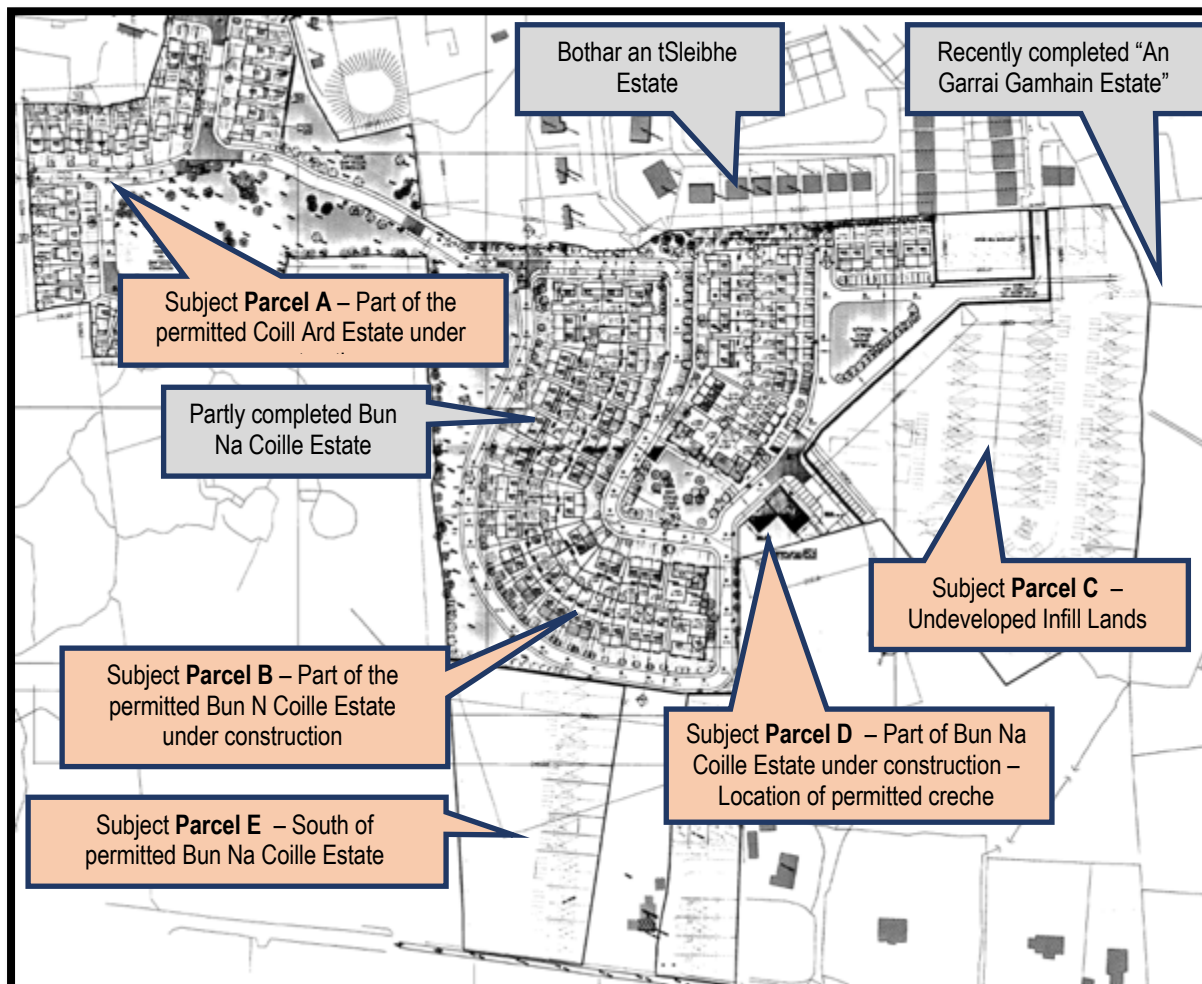 Bothar an tSleibhe
Estate
Recently completed “An
Garrai Gamhain Estate”
Subject Parcel A – Part of the
permitted Coill Ard Estate under
Partly completed Bun
Na Coille Estate
Subject Parcel C –
Undeveloped Infill Lands
Subject Parcel B – Part of the
permitted Bun N Coille Estate
under construction
Subject Parcel D – Part of Bun Na
Coille Estate under construction –
Location of permitted creche
Subject Parcel E – South of
permitted Bun Na Coille Estate